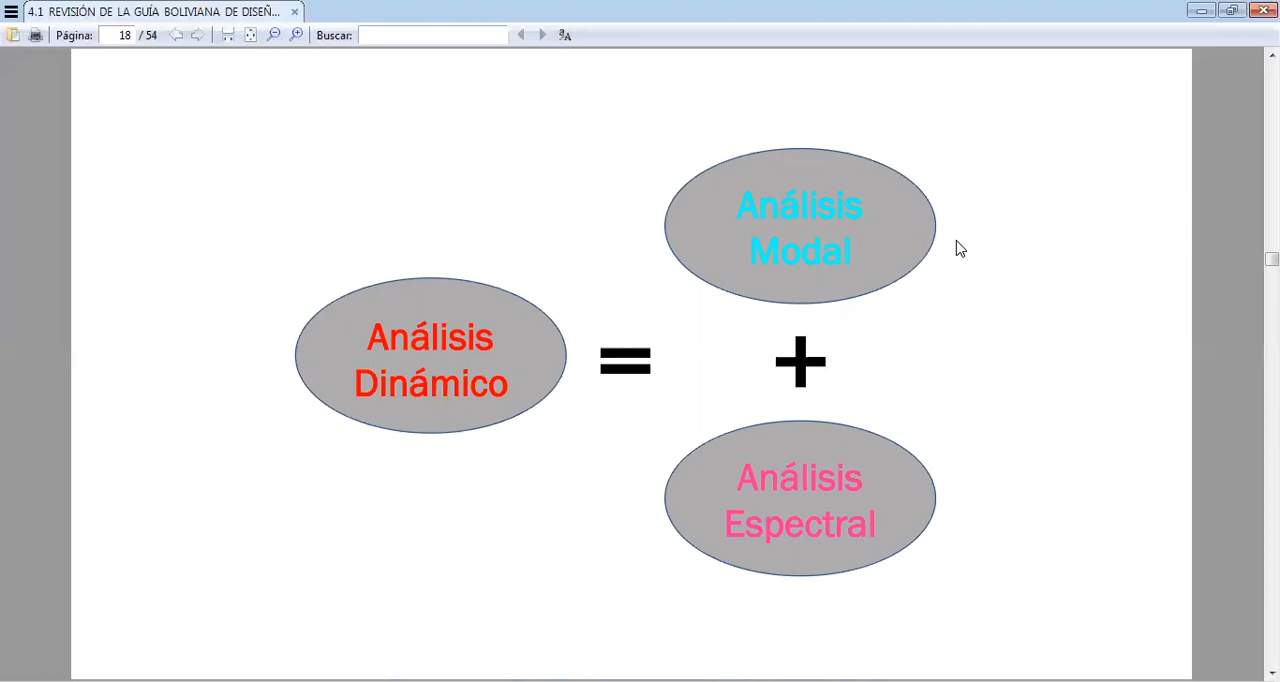 4.1 REVISIÓN DE LA GUÍA BOLIVIANA DE DISEÑ...
Página: 18 / 54 Buscar:
Análisis
Modal
Análisis
Dinámico
=
+
Análisis
Espectral